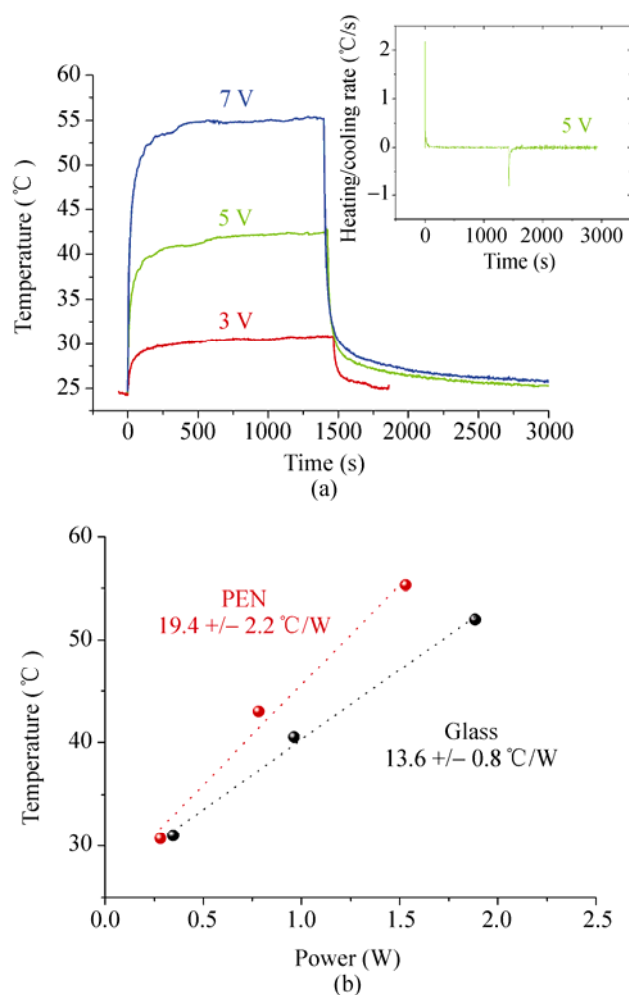 60
55
50
45
40
35
30
25
Temperature (℃)
7 V
5 V
3 V
0
500
1000
1500
2000
2500
3000
Time (s)
Heating/cooling rate (℃/s)
2
1
0
−1
5 V
0
1000
2000
3000
Time (s)
(a)
60
50
40
30
Temperature (℃)
PEN
19.4 +/− 2.2 ℃/W
Glass
13.6 +/− 0.8 ℃/W
0.0
0.5
1.0
1.5
2.0
2.5
Power (W)
(b)